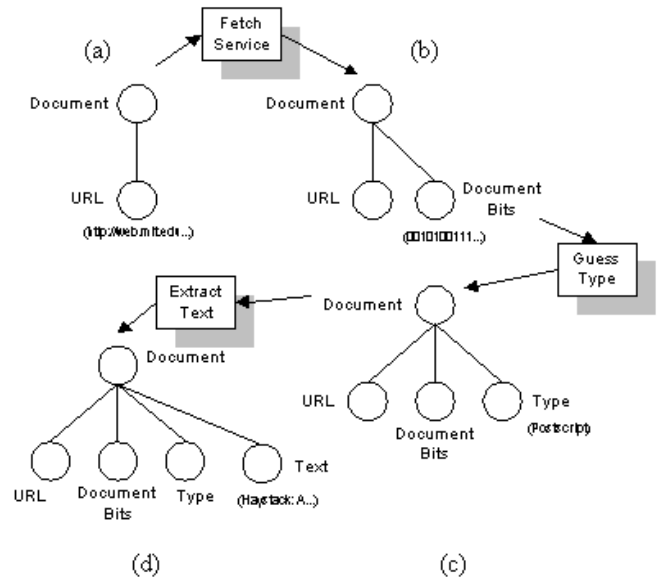 Fetch
Service
(a)
(b)
Document
Document
URL
URL
Document
Bits
Guess
Type
Extract
Text
Document
Document
URL
Type
(Postscript)
Document
Bits
URL
Document
Bits
Type
Text
(Haystack: A...)
(d)
(c)